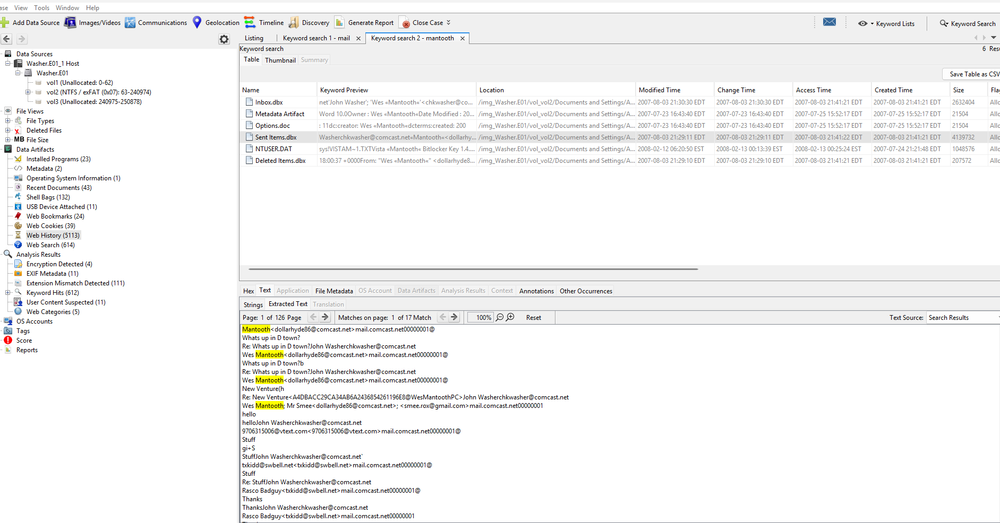 ase View Tools Window Help
Add Data Source Images/Videos Communications Geolocation Timeline Discovery Generate Report Close Case Keyword Lists Keyword Search
Listing Keyword search 1 - mail Keyword search 2 - mantooth
Keyword search 6 Resu
Table Thumbnail Summary
Save Table as CSV
Name Keyword Preview Location Modified Time Change Time Access Time Created Time Size Flag
Inbox.dbx net'John Washer'; 'Wes «Mantooth«'<chkwasher@co... /img_Washer.E01/vol_vol2/Documents and Settings/A... 2007-08-03 21:30:30 EDT 2007-08-03 21:30:30 EDT 2007-08-03 21:41:21 EDT 2007-08-03 21:41:21 EDT 2632404 Allo
Metadata Artifact Word 10.0Owner : Wes «Mantooth«Date Modified : 20... /img_Washer.E01/vol_vol2/Documents and Settings/A... 2007-07-23 16:43:40 EDT 2007-07-23 16:43:40 EDT 2007-07-25 15:52:17 EDT 2007-07-25 15:52:17 EDT 21504 Allo
Options.doc : 11dc:creator: Wes «Mantooth«dcterms:created: 200 /img_Washer.E01/vol_vol2/Documents and Settings/A... 2007-07-23 16:43:40 EDT 2007-07-23 16:43:40 EDT 2007-07-25 15:52:17 EDT 2007-07-25 15:52:17 EDT 21504 Allo
Sent Items.dbx Washerchkwasher@comcast.net«Mantooth«<dollarhy... /img_Washer.E01/vol_vol2/Documents and Settings/A... 2007-08-03 21:29:11 EDT 2007-08-03 21:29:11 EDT 2007-08-03 21:41:22 EDT 2007-08-03 21:41:21 EDT 4139732 Allo
NTUSER.DAT sys!VISTAM~1.TXTVista «Mantooth« Bitlocker Key 1.4.... /img_Washer.E01/vol_vol2/Documents and Settings/A... 2008-02-12 06:20:50 EST 2008-02-13 00:13:39 EST 2008-02-13 00:25:24 EST 2007-07-24 21:21:48 EDT 1048576 Allo
Deleted Items.dbx 18:00:37 +0000From: "Wes «Mantooth«" <dollarhyde8... /img_Washer.E01/vol_vol2/Documents and Settings/A... 2007-08-03 21:29:10 EDT 2007-08-03 21:29:10 EDT 2007-08-03 21:41:21 EDT 2007-08-03 21:41:21 EDT 207572 Allo
Data Sources
Washer.E01_1 Host
Washer.E01
vol1 (Unallocated: 0-62)
vol2 (NTFS / exFAT (0x07): 63-240974)
vol3 (Unallocated: 240975-250878)
File Views
File Types
Deleted Files
MB File Size
Data Artifacts
Installed Programs (23)
Metadata (2)
Operating System Information (1)
Recent Documents (43)
Shell Bags (132)
USB Device Attached (11)
Web Bookmarks (24)
Web Cookies (39)
Web History (5113)
Web Search (614)
Analysis Results
Encryption Detected (4)
EXIF Metadata (11)
Extension Mismatch Detected (111)
Keyword Hits (612)
User Content Suspected (11)
Web Categories (5)
OS Accounts
Tags
Score
Reports
Hex Text Application File Metadata OS Account Data Artifacts Analysis Results Context Annotations Other Occurrences
Strings Extracted Text Translation
Page: 1 of 126 Page Matches on page: 1 of 17 Match 100% Reset Text Source: Search Results
Mantooth<dollarhyde86@comcast.net>mail.comcast.net00000001@
Whats up in D town?
Re: Whats up in D town?John Washerchkwasher@comcast.net
Wes Mantooth<dollarhyde86@comcast.net>mail.comcast.net00000001@
Whats up in D town?b
Re: Whats up in D town?John Washerchkwasher@comcast.net
Wes Mantooth<dollarhyde86@comcast.net>mail.comcast.net00000001@
New Venture(h
Re: New Venture<A4DBACC29CA34AB6A2436854261196E8@WesMantoothPC>John Washerchkwasher@comcast.net
Wes Mantooth; Mr Smee<dollarhyde86@comcast.net>; <smee.rox@gmail.com>mail.comcast.net00000001
hello
helloJohn Washerchkwasher@comcast.net
9706315006@vtext.com<9706315006@vtext.com>mail.comcast.net00000001@
Stuff
gi+S
StuffJohn Washerchkwasher@comcast.net`
txkidd@swbell.net<txkidd@swbell.net>mail.comcast.net00000001@
Stuff
Re: StuffJohn Washerchkwasher@comcast.net
Rasco Badguy<txkidd@swbell.net>mail.comcast.net00000001@
Thanks
ThanksJohn Washerchkwasher@comcast.net
Rasco Badguy<txkidd@swbell.net>mail.comcast.net00000001